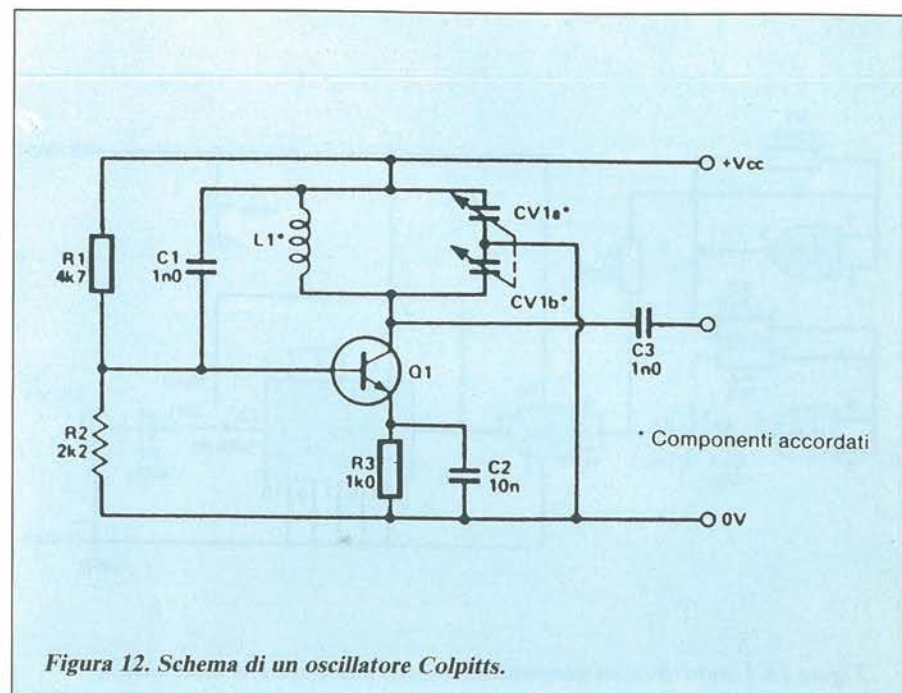 +Vcc
CV1a*
L1*
C1
1n0
R1
4k7
CV1b*
C3
1n0
Q1
* Componenti accordati
R2
2k2
R3
1k0
C2
10n
0V
Figura 12. Schema di un oscillatore Colpitts.